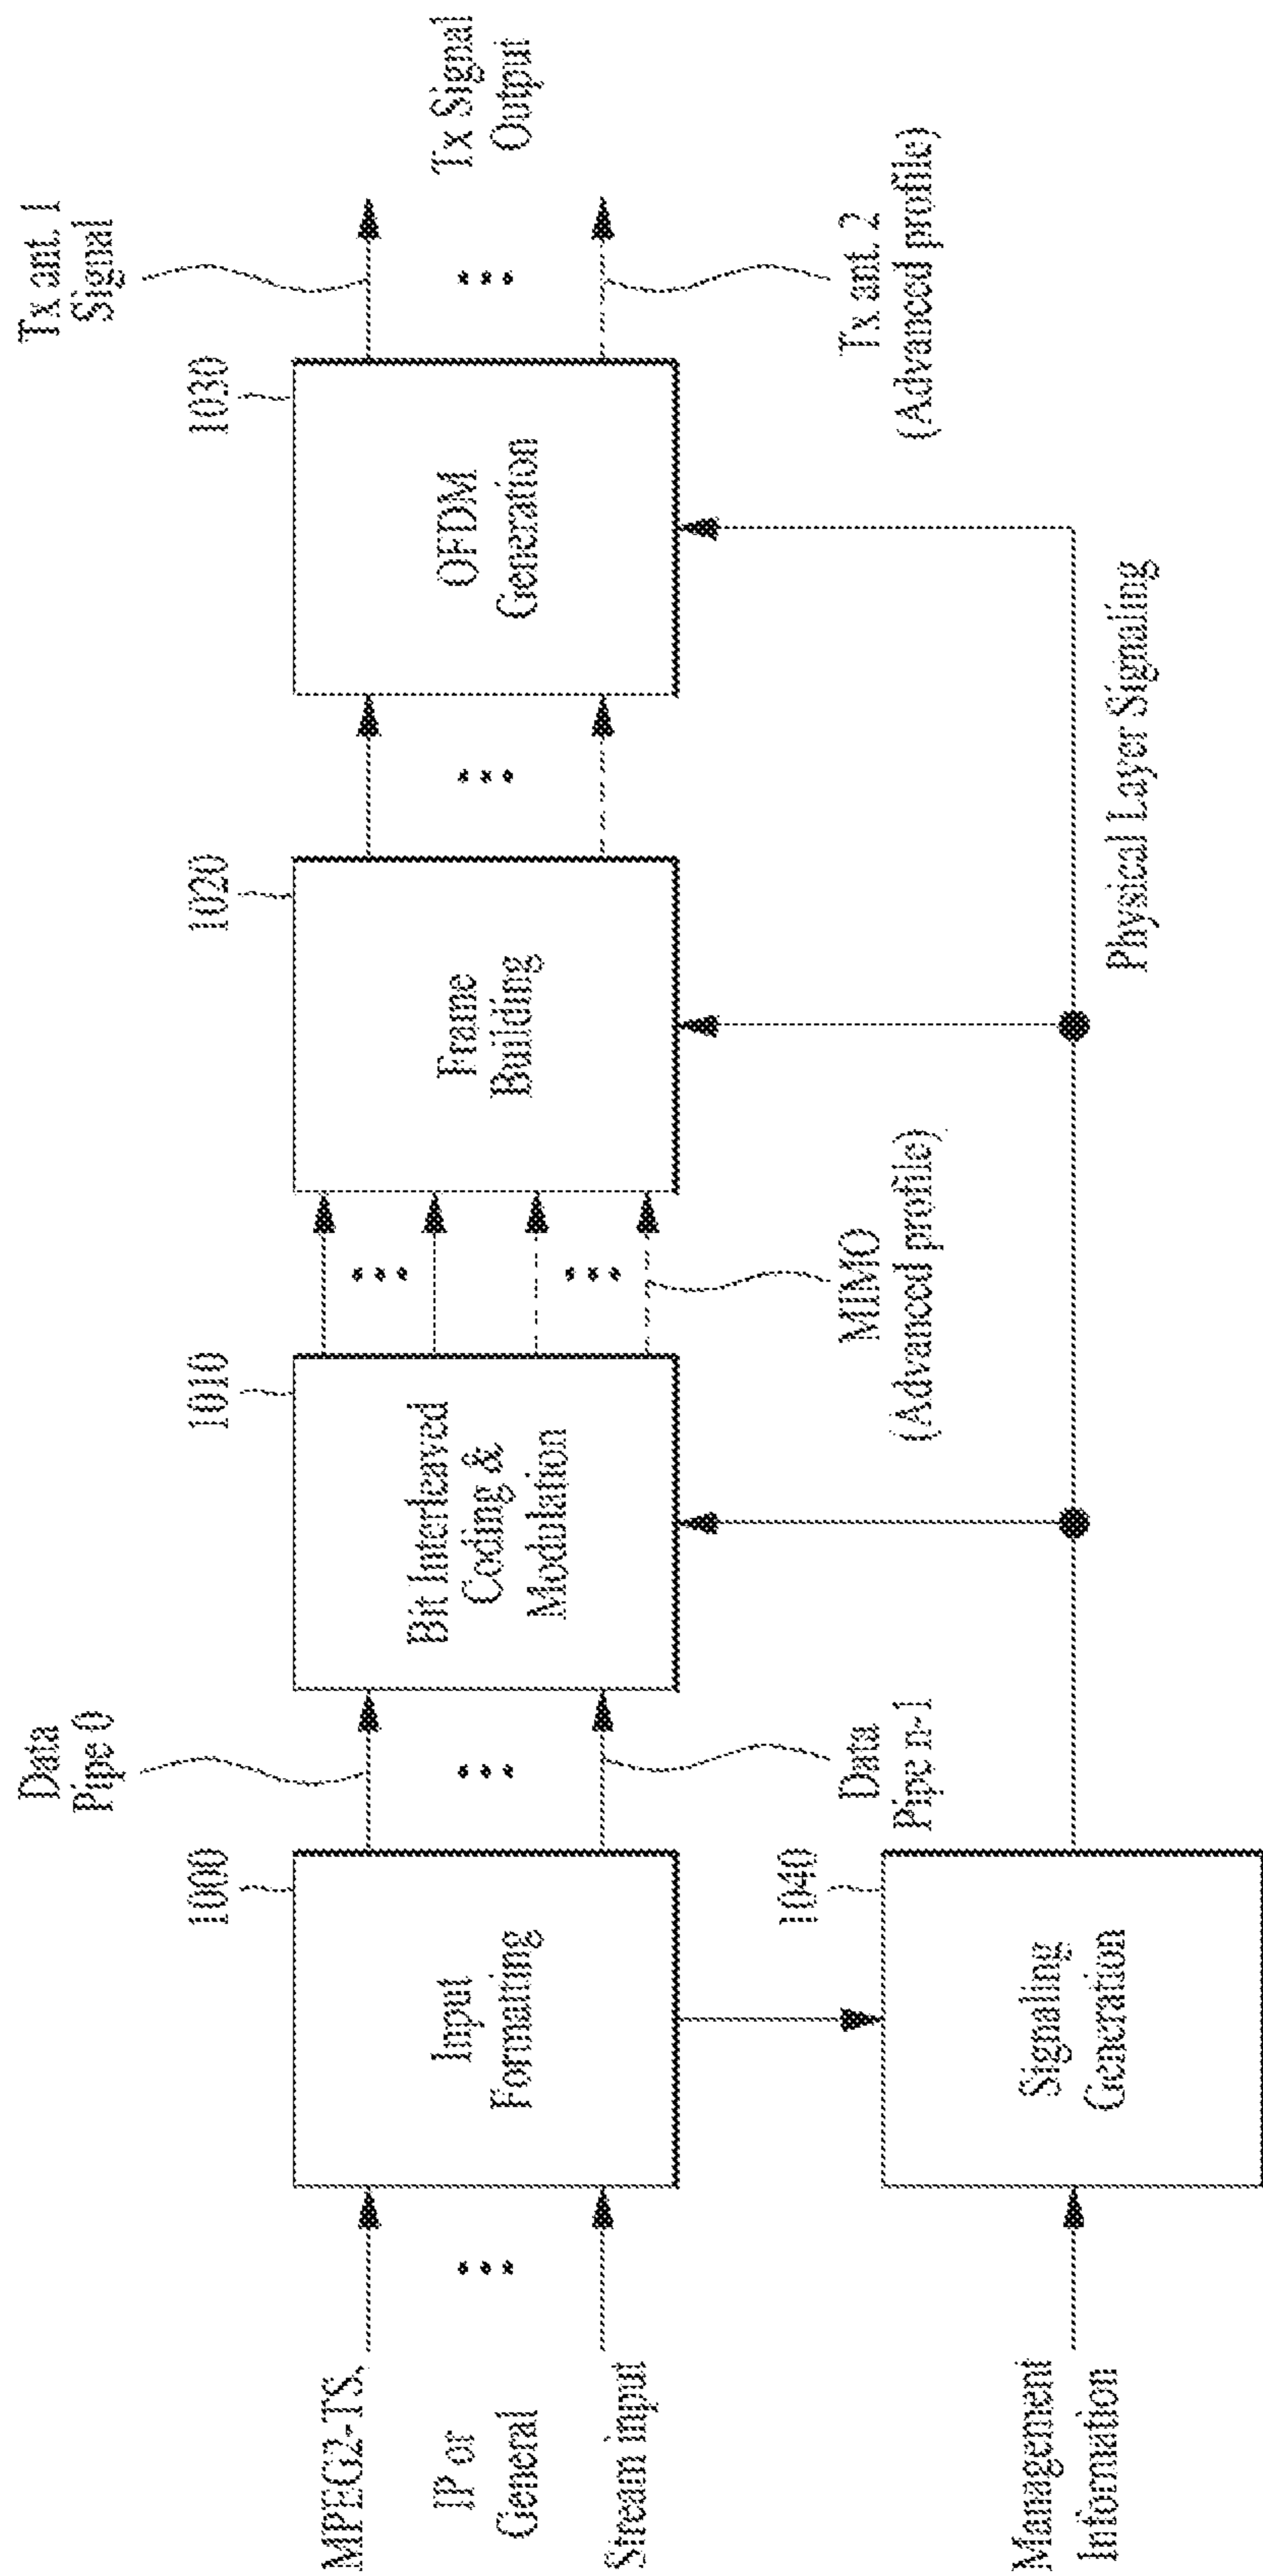 Tx ant. 1
Signal
Data
Pipe 0
1000
1010
1020
1030
MPEG2-TS,
IP or
General
Stream input
Input
Formatting
Bit Interleaved
Coding &
Modulation
Frame
Building
OFDM
Generation
Tx Signal
Output
Data
Pipe n-1
MIMO
(Advanced profile)
Tx ant. 2
(Advanced profile)
1040
Management
Information
Signaling
Generation
Physical Layer Signaling